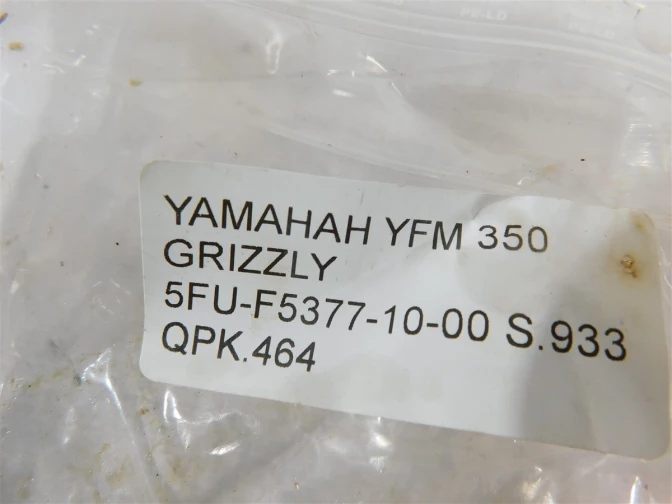 YAMAHAH YFM 350
GRIZZLY
5FU-F5377-10-00 S.933
QPK.464